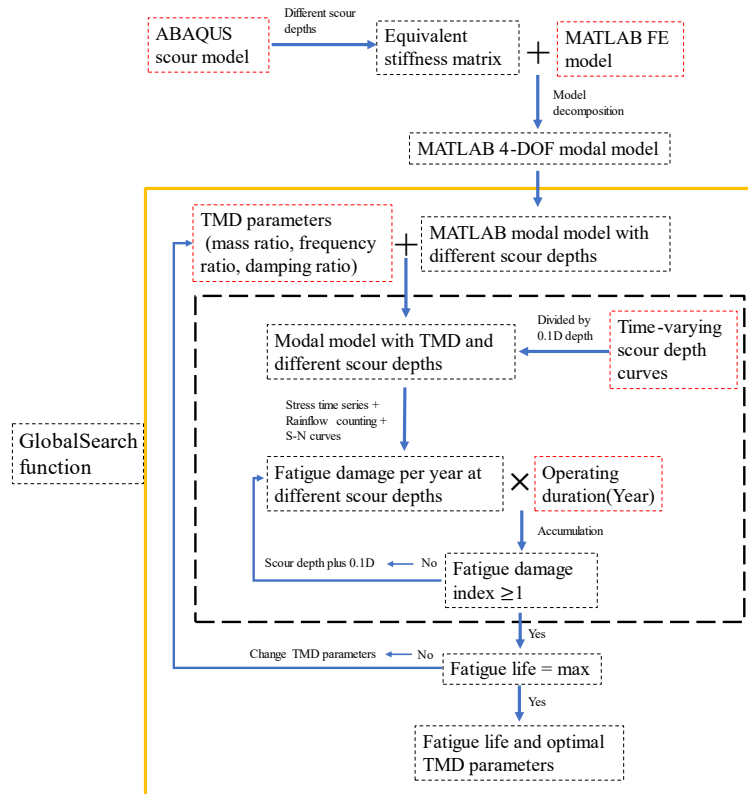 ABAQUS
scour model
Different scour
depths
Equivalent
stiffness matrix
+
MATLAB FE
model
Model
decomposition
MATLAB 4-DOF modal model
TMD parameters
(mass ratio, frequency
ratio, damping ratio)
+
MATLAB modal model with
different scour depths
Modal model with TMD and
different scour depths
Divided by
0.1D depth
Time-varying
scour depth
curves
Stress time series +
Rainflow counting +
S-N curves
GlobalSearch
function
Fatigue damage per year at
different scour depths
×
Operating
duration(Year)
Accumulation
Scour depth plus 0.1D
No
Fatigue damage
index ≥1
Yes
Change TMD parameters
No
Fatigue life = max
Yes
Fatigue life and optimal
TMD parameters